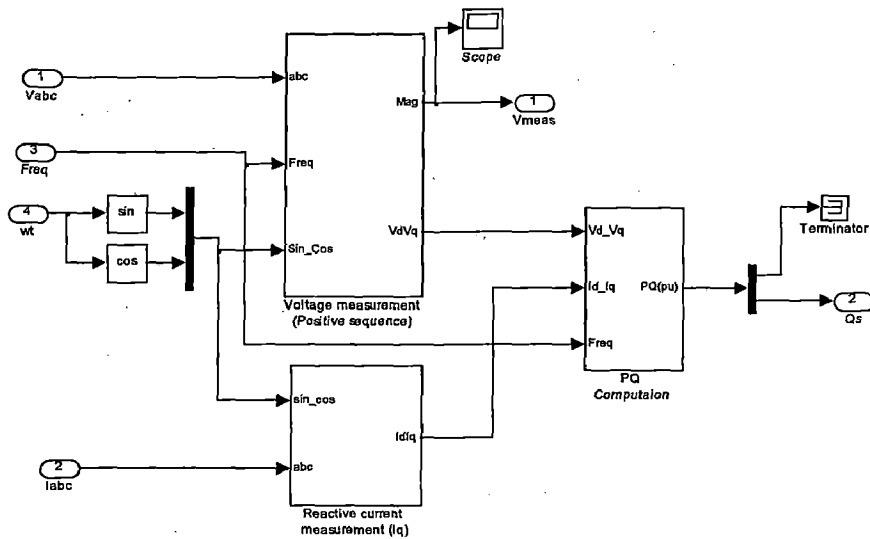 Scope
1
Vabc
abc
Mag
1
Vmeas
3
Freq
Freq
4
wt
sin
cos
Sin_Cos
VdVq
Voltage measurement
(Positive sequence)
Vd_Vq
Id_Iq
PQ(pu)
Freq
PQ
Computaion
Terminator
2
Qs
sin_cos
IdIq
abc
2
Iabc
Reactive current
measurement (Iq)